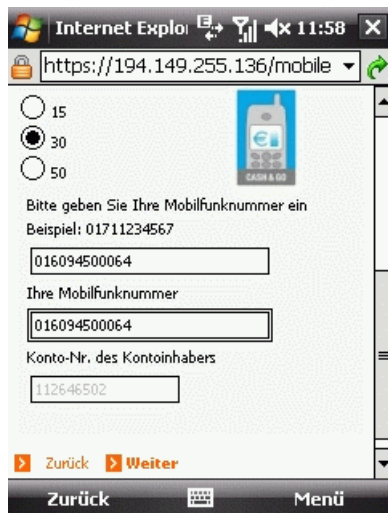 Internet Explor 11:58
https://194.149.255.136/mobile
15
30
50
CASH & GO
Bitte geben Sie Ihre Mobilfunknummer ein
Beispiel: 01711234567
016094500064
Ihre Mobilfunknummer
016094500064
Konto-Nr. des Kontoinhabers
112646502
Zurück Weiter
Zurück Menü